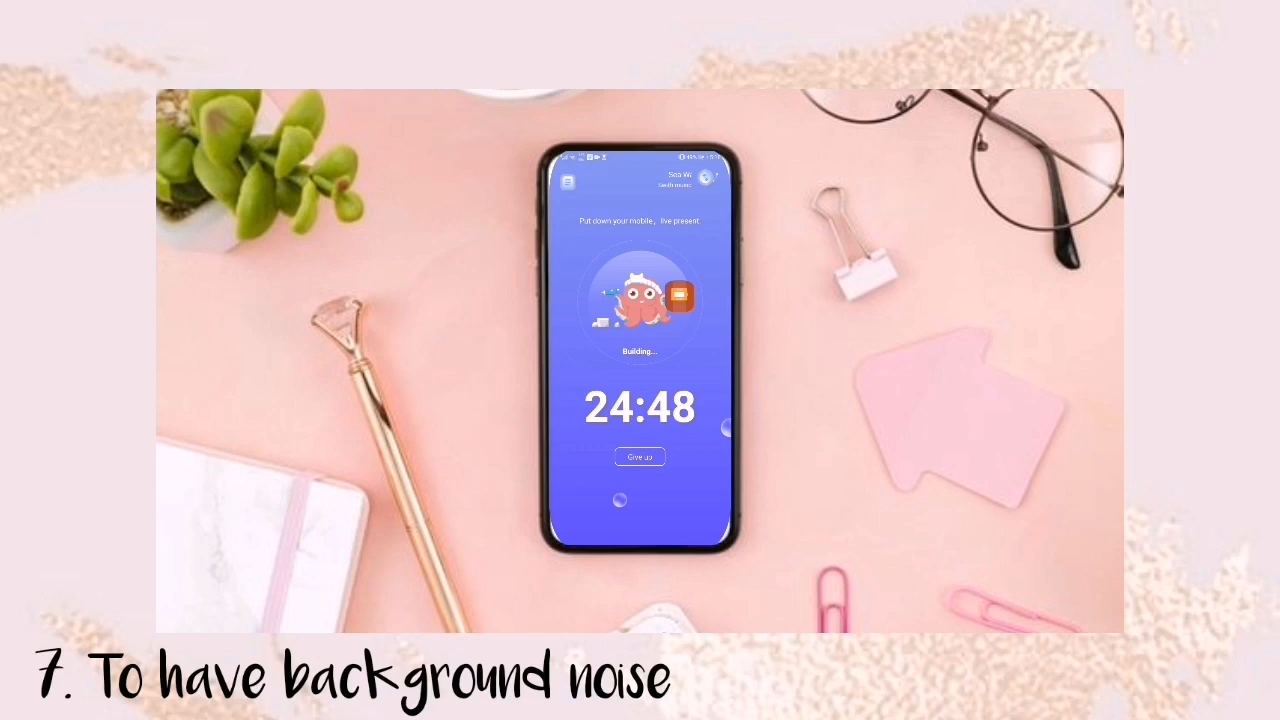 Put down your mobile, live present
Building...
24:48
Give up
7. To have background noise